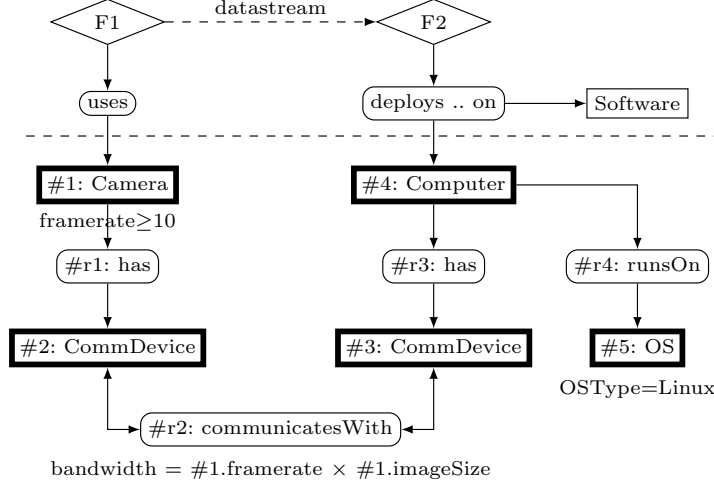 datastream
F1
F2
uses
deploys .. on
Software
#1: Camera
#4: Computer
framerate≥10
#r1: has
#r3: has
#r4: runsOn
#2: CommDevice
#3: CommDevice
#5: OS
OSType=Linux
#r2: communicatesWith
bandwidth = #1.framerate × #1.imageSize